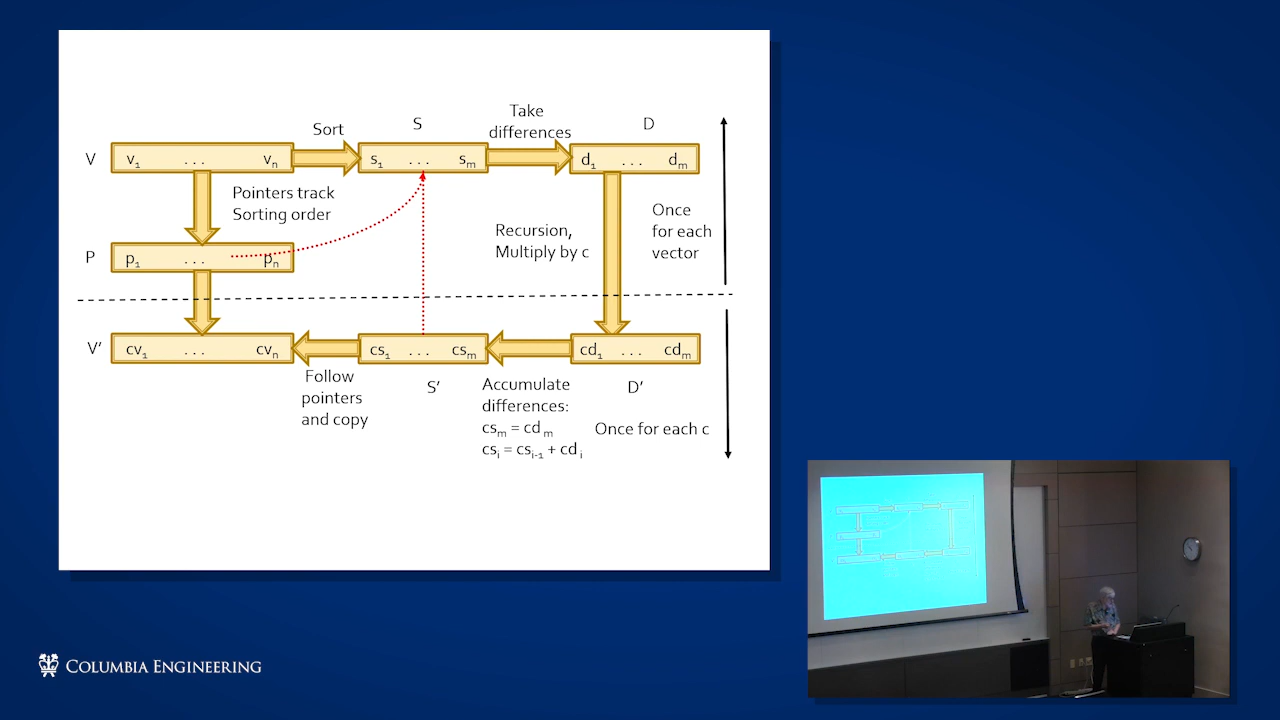 Take
differences
Sort
S
D
V
v1 ... vn
s1 ... sm
d1 ... dm
Pointers track
Sorting order
Once
for each
vector
Recursion,
Multiply by c
P
p1 ... pn
V'
cv1 ... cvn
cs1 ... csm
cd1 ... cdm
Follow
pointers
and copy
S'
Accumulate
differences:
csm = cdm
csi = csi-1 + cdi
D'
Once for each c
COLUMBIA ENGINEERING